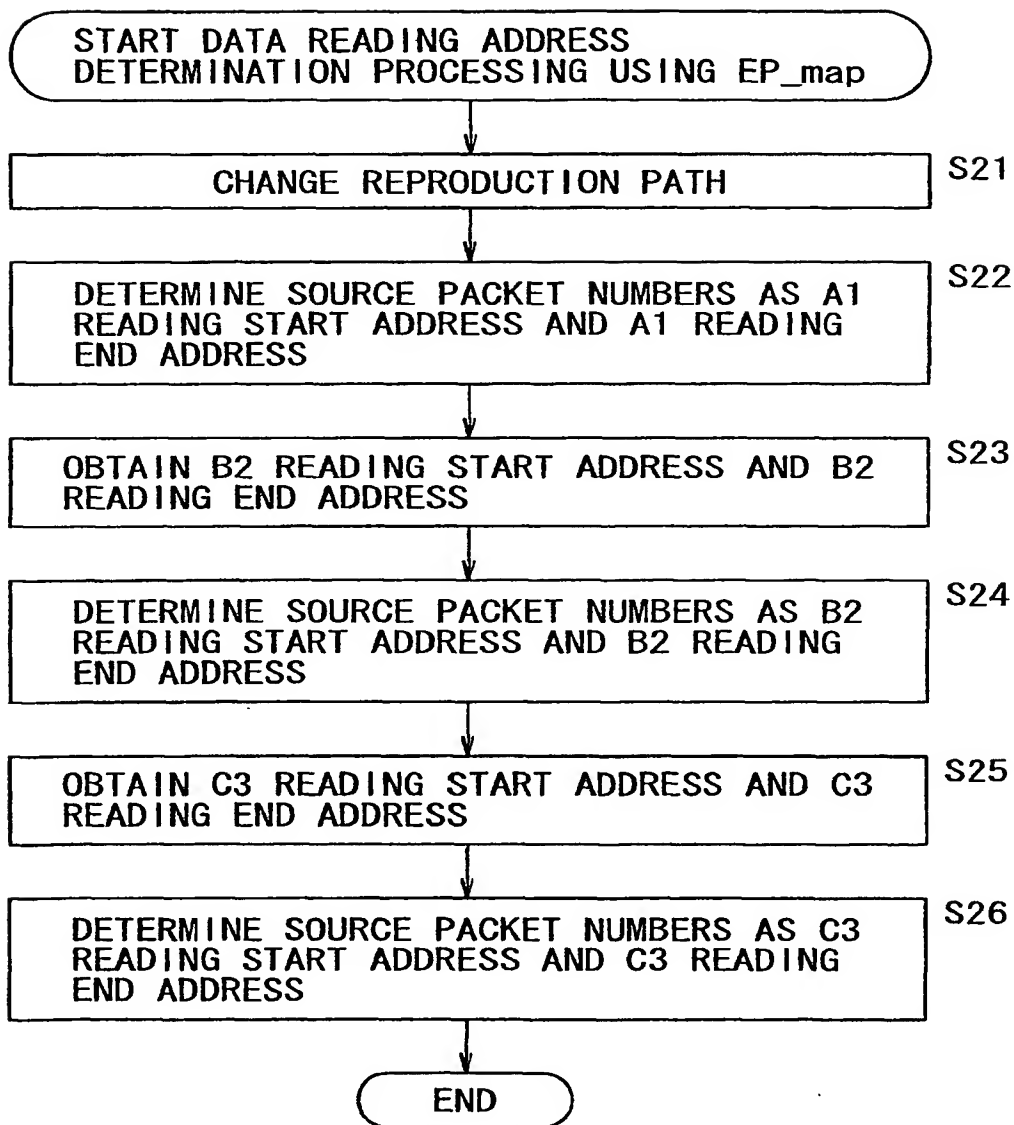 START DATA READING ADDRESS
DETERMINATION PROCESSING USING EP_map
CHANGE REPRODUCTION PATH
S21
DETERMINE SOURCE PACKET NUMBERS AS A1
READING START ADDRESS AND A1 READING
END ADDRESS
S22
OBTAIN B2 READING START ADDRESS AND B2
READING END ADDRESS
S23
DETERMINE SOURCE PACKET NUMBERS AS B2
READING START ADDRESS AND B2 READING
END ADDRESS
S24
OBTAIN C3 READING START ADDRESS AND C3
READING END ADDRESS
S25
DETERMINE SOURCE PACKET NUMBERS AS C3
READING START ADDRESS AND C3 READING
END ADDRESS
S26
END